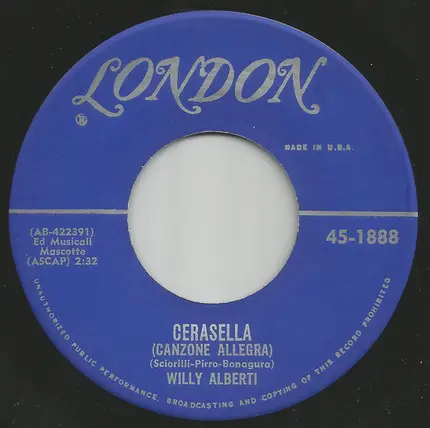 LONDON
®
MADE IN U.S.A.
(AB-422391)
Ed Musicali
Mascotte
(ASCAP) 2:32
45-1888
CERASELLA
(CANZONE ALLEGRA)
(Sciorilli-Pirro-Bonagura)
WILLY ALBERTI
UNAUTHORIZED PUBLIC PERFORMANCE, BROADCASTING AND COPYING OF THIS RECORD PROHIBITED